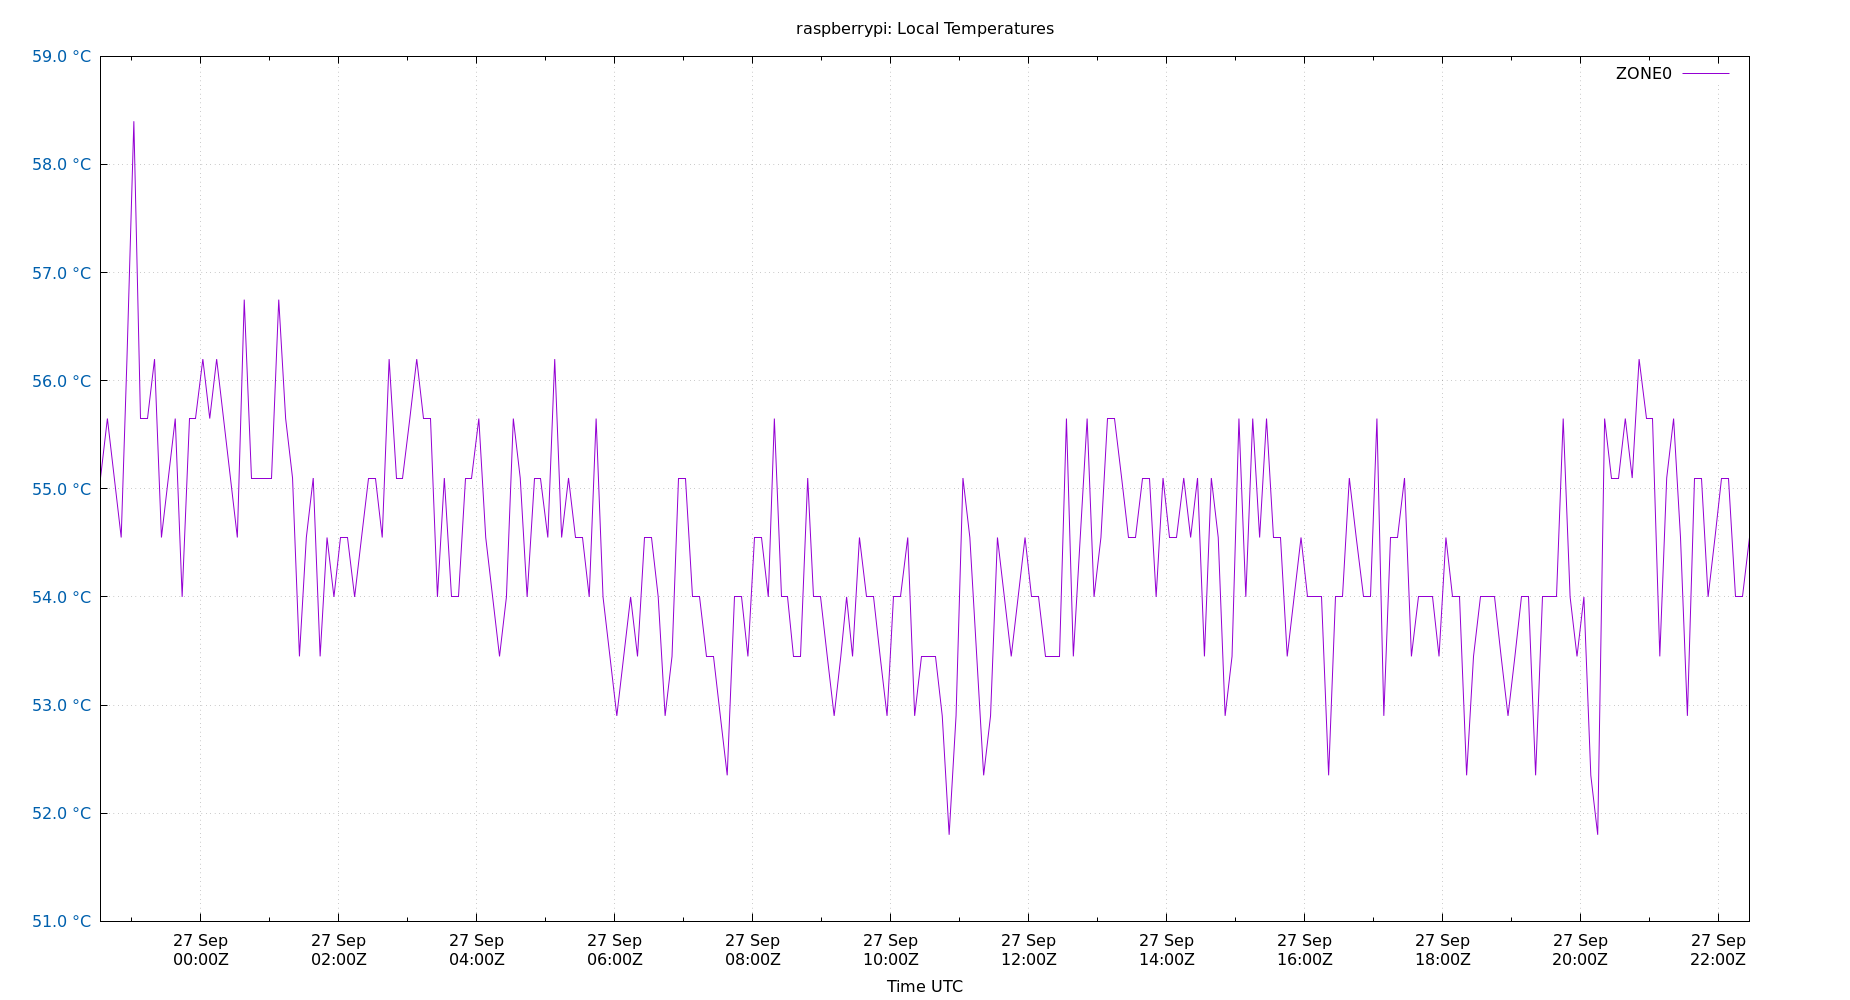 raspberrypi: Local Temperatures
59.0 °C
ZONE0
58.0 °C
57.0 °C
56.0 °C
55.0 °C
54.0 °C
53.0 °C
52.0 °C
51.0 °C
27 Sep 27 Sep 27 Sep 27 Sep 27 Sep 27 Sep 27 Sep 27 Sep 27 Sep 27 Sep 27 Sep 27 Sep
00:00Z 02:00Z 04:00Z 06:00Z 08:00Z 10:00Z 12:00Z 14:00Z 16:00Z 18:00Z 20:00Z 22:00Z
Time UTC